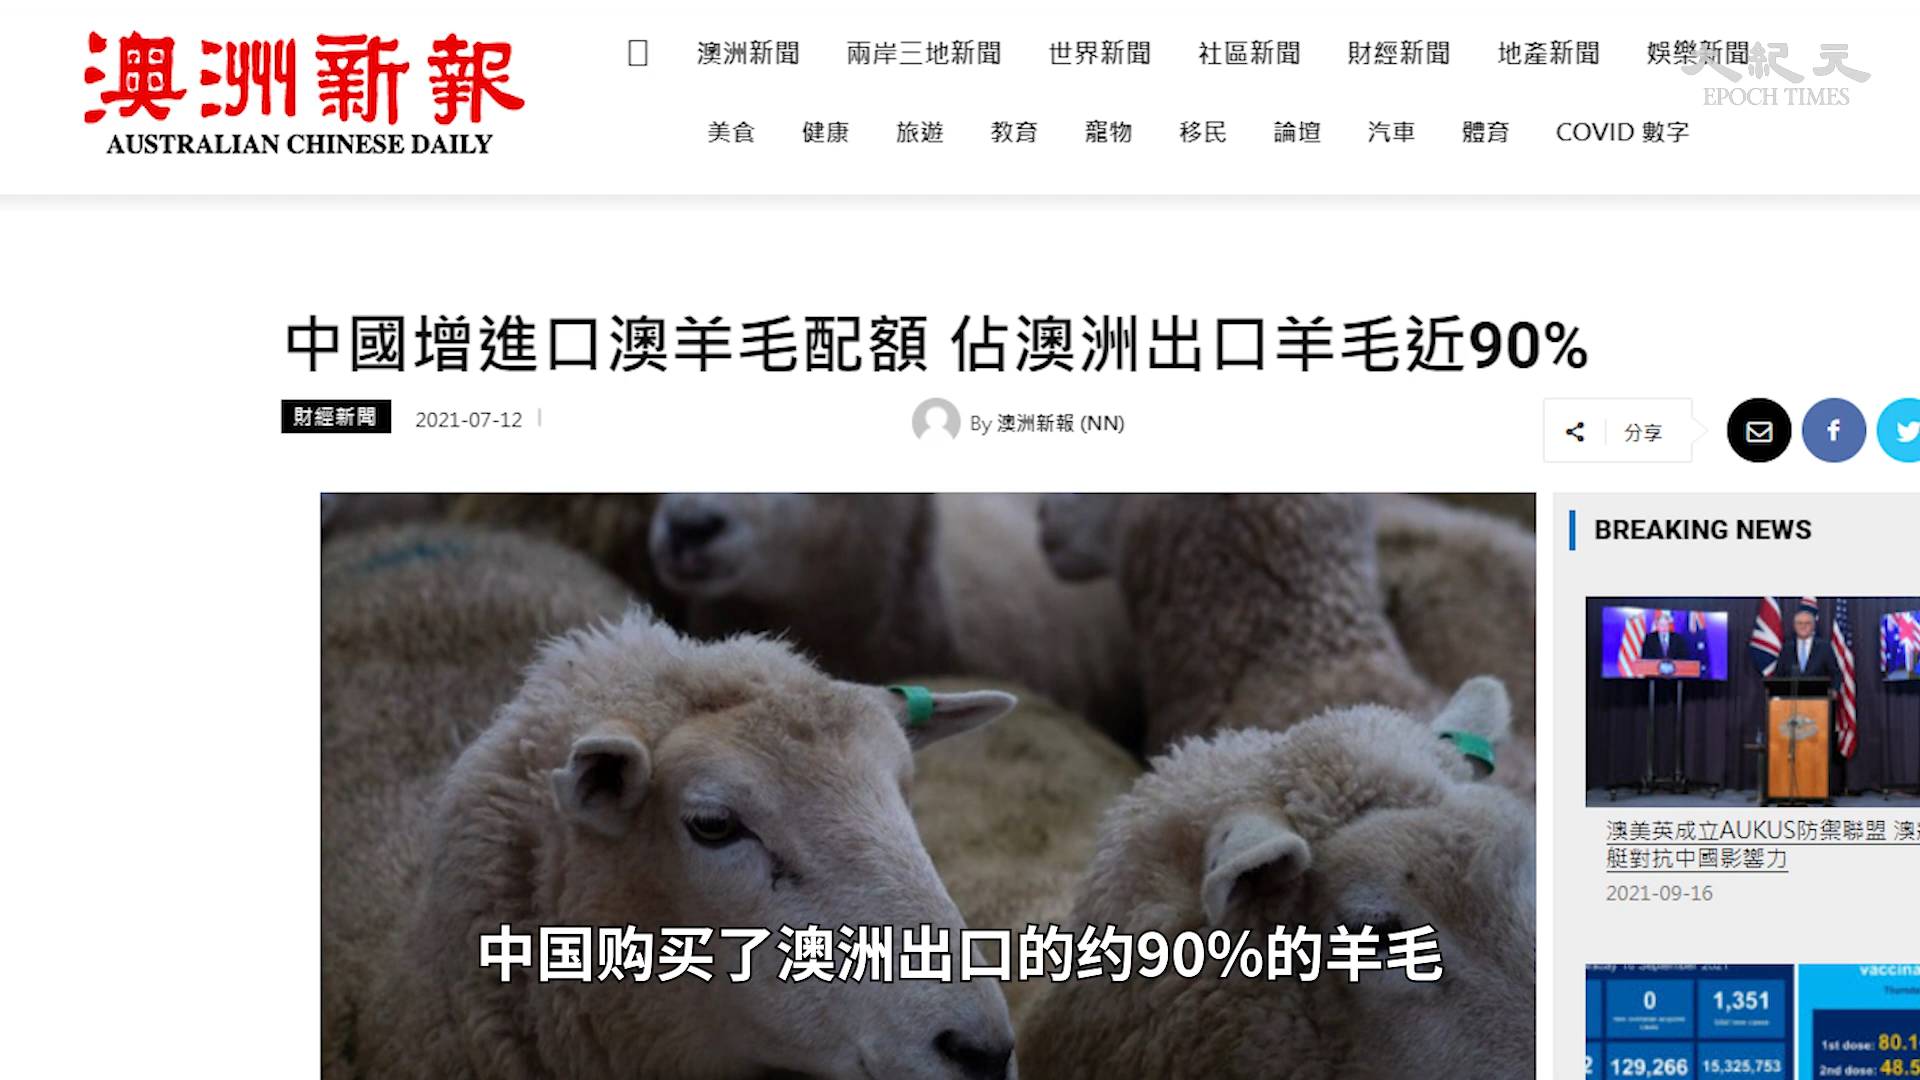 澳洲新報
AUSTRALIAN CHINESE DAILY
澳洲新聞 兩岸三地新聞 世界新聞 社區新聞 財經新聞 地產新聞 娛樂新聞
大紀元
EPOCH TIMES
美食 健康 旅遊 教育 寵物 移民 論壇 汽車 體育 COVID 數字
中國增進口澳羊毛配額 佔澳洲出口羊毛近90%
財經新聞 2021-07-12
By 澳洲新報 (NN)
分享
BREAKING NEWS
澳美英成立AUKUS防禦聯盟 澳
艇對抗中國影響力
2021-09-16
中国购买了澳洲出口的约90%的羊毛
0
1,351
129,266
15,325,753
vaccina
1st dose: 80.1
2nd dose: 48.5